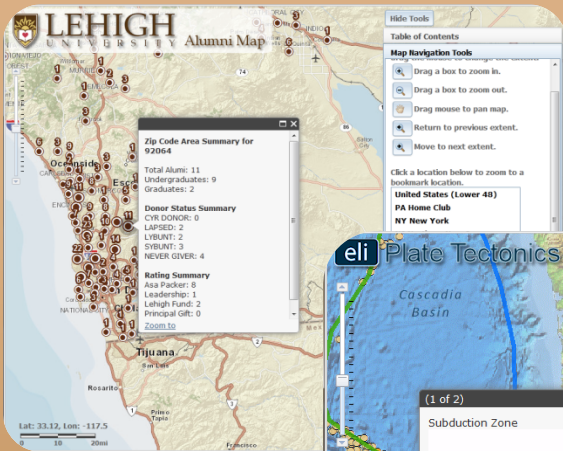 LEHIGH
UNIVERSITY
Alumni Map
Hide Tools
Table of Contents
Map Navigation Tools
Drag a box to zoom in.
Drag a box to zoom out.
Drag mouse to pan map.
Return to previous extent.
Move to next extent.
Click a location below to zoom to a
bookmark location.
United States (Lower 48)
PA Home Club
NY New York
Zip Code Area Summary for
92064
Total Alumi: 11
Undergraduates: 9
Graduates: 2
Donor Status Summary
CYR DONOR: 0
LAPSED: 2
LYBUNT: 2
SYBUNT: 3
NEVER GIVER: 4
Rating Summary
Asa Packer: 8
Leadership: 1
Lehigh Fund: 2
Principal Gift: 0
Zoom to
Oceanside
Tijuana
San Luis
Rosarito
Primo
Tapia
Francisco
Lat: 33.12, Lon: -117.5
0 10 20mi
eli Plate Tectonics
Cascadia
Basin
(1 of 2)
Subduction Zone